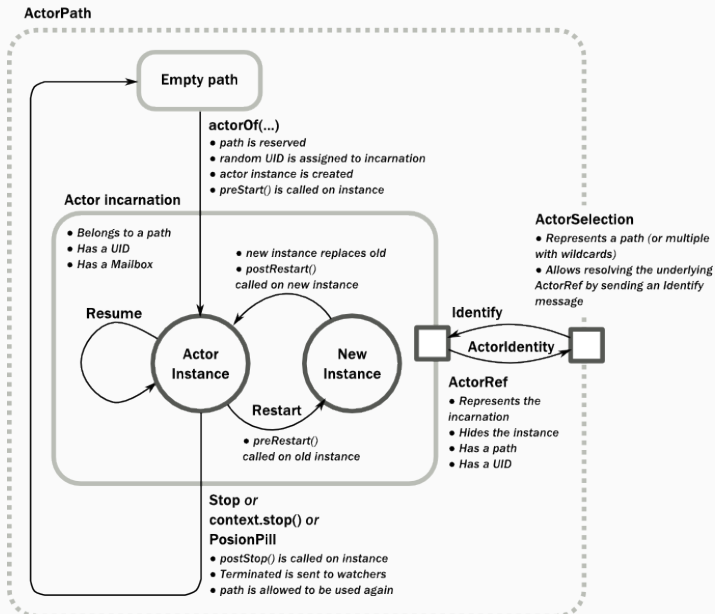 ActorPath
Empty path
actorOf(...)
● path is reserved
● random UID is assigned to incarnation
● actor instance is created
● preStart() is called on instance
Actor incarnation
● Belongs to a path
● Has a UID
● Has a Mailbox
● new instance replaces old
● postRestart()
called on new instance
Resume
Actor
Instance
New
Instance
Restart
● preRestart()
called on old instance
ActorSelection
● Represents a path (or multiple
with wildcards)
● Allows resolving the underlying
ActorRef by sending an Identify
message
Identify
ActorIdentity
ActorRef
● Represents the
incarnation
● Hides the instance
● Has a path
● Has a UID
Stop or
context.stop() or
PosionPill
● postStop() is called on instance
● Terminated is sent to watchers
● path is allowed to be used again